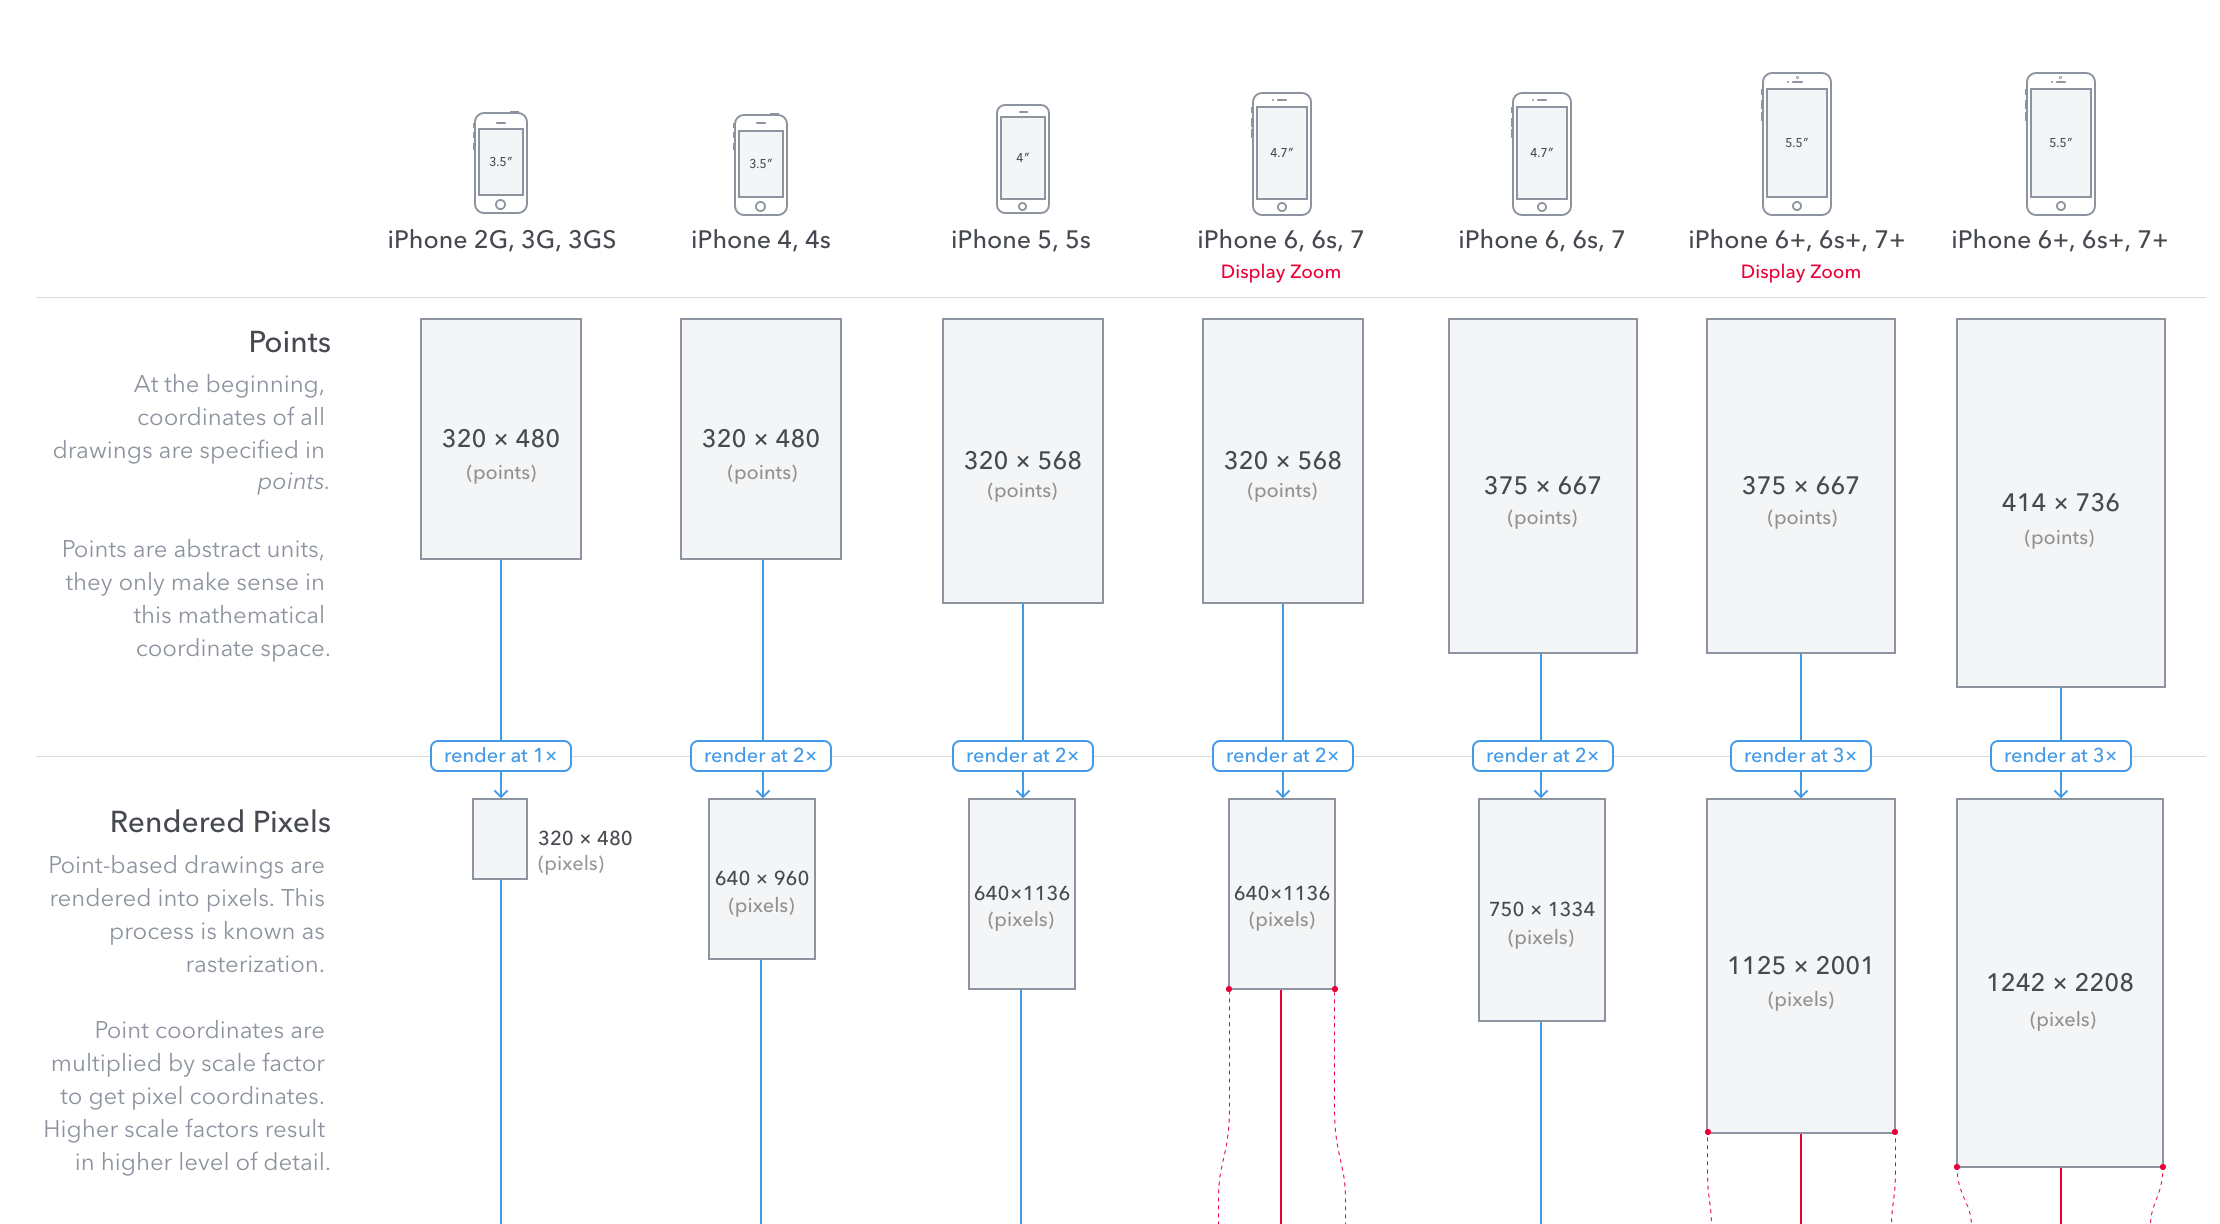 3.5″
3.5″
4″
4.7″
4.7″
5.5″
5.5″
iPhone 2G, 3G, 3GS
iPhone 4, 4s
iPhone 5, 5s
iPhone 6, 6s, 7
Display Zoom
iPhone 6, 6s, 7
iPhone 6+, 6s+, 7+
Display Zoom
iPhone 6+, 6s+, 7+
Points
At the beginning,
coordinates of all
drawings are specified in
points.
Points are abstract units,
they only make sense in
this mathematical
coordinate space.
320 × 480
(points)
320 × 480
(points)
320 × 568
(points)
320 × 568
(points)
375 × 667
(points)
375 × 667
(points)
414 × 736
(points)
render at 1×
render at 2×
render at 2×
render at 2×
render at 2×
render at 3×
render at 3×
Rendered Pixels
Point-based drawings are
rendered into pixels. This
process is known as
rasterization.
Point coordinates are
multiplied by scale factor
to get pixel coordinates.
Higher scale factors result
in higher level of detail.
320 × 480
(pixels)
640 × 960
(pixels)
640×1136
(pixels)
640×1136
(pixels)
750 × 1334
(pixels)
1125 × 2001
(pixels)
1242 × 2208
(pixels)